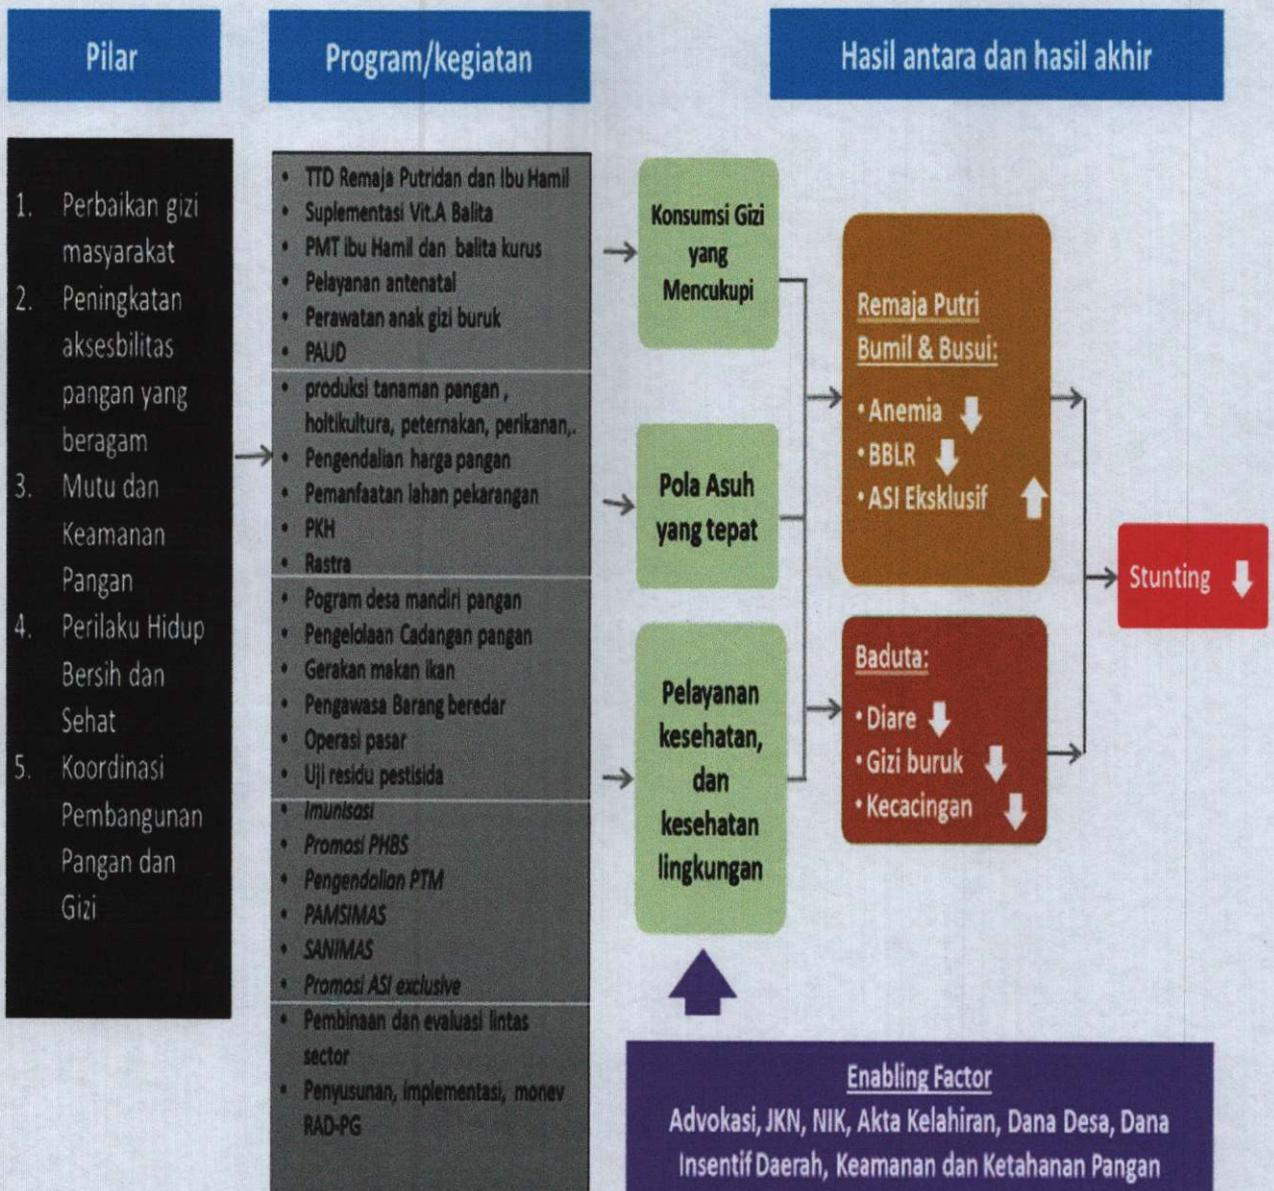 Pilar
Program/kegiatan
Hasil antara dan hasil akhir
1. Perbaikan gizi
masyarakat
2. Peningkatan
aksesbilitas
pangan yang
beragam
3. Mutu dan
Keamanan
Pangan
4. Perilaku Hidup
Bersih dan
Sehat
5. Koordinasi
Pembangunan
Pangan dan
Gizi
• TTD Remaja Putridan dan Ibu Hamil
• Suplementasi Vit.A Balita
• PMT ibu Hamil dan balita kurus
• Pelayanan antenatal
• Perawatan anak gizi buruk
• PAUD
• produksi tanaman pangan ,
holtikultura, peternakan, perikanan,.
• Pengendalian harga pangan
• Pemanfaatan lahan pekarangan
• PKH
• Rastra
• Pogram desa mandiri pangan
• Pengelolaan Cadangan pangan
• Gerakan makan ikan
• Pengawasa Barang beredar
• Operasi pasar
• Uji residu pestisida
• Imunisasi
• Promosi PHBS
• Pengendalian PTM
• PAMSIMAS
• SANIMAS
• Promosi ASI exclusive
• Pembinaan dan evaluasi lintas
sector
• Penyusunan, implementasi, monev
RAD-PG
Konsumsi Gizi
yang
Mencukupi
Pola Asuh
yang tepat
Pelayanan
kesehatan,
dan
kesehatan
lingkungan
Remaja Putri
Bumil & Busui:
• Anemia
• BBLR
• ASI Eksklusif
Baduta:
• Diare
• Gizi buruk
• Kecacingan
Stunting
Enabling Factor
Advokasi, JKN, NIK, Akta Kelahiran, Dana Desa, Dana
Insentif Daerah, Keamanan dan Ketahanan Pangan